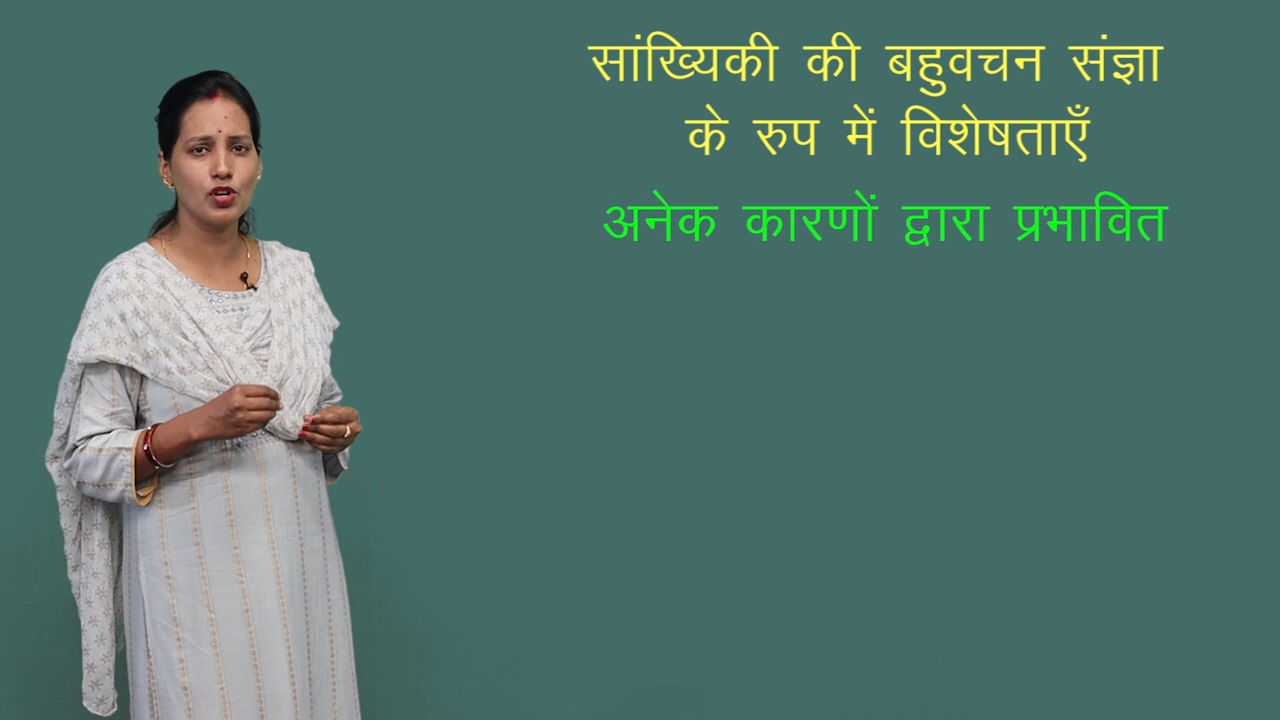 सांख्यिकी की बहुवचन संज्ञा
के रुप में विशेषताएँ
अनेक कारणों द्वारा प्रभावित